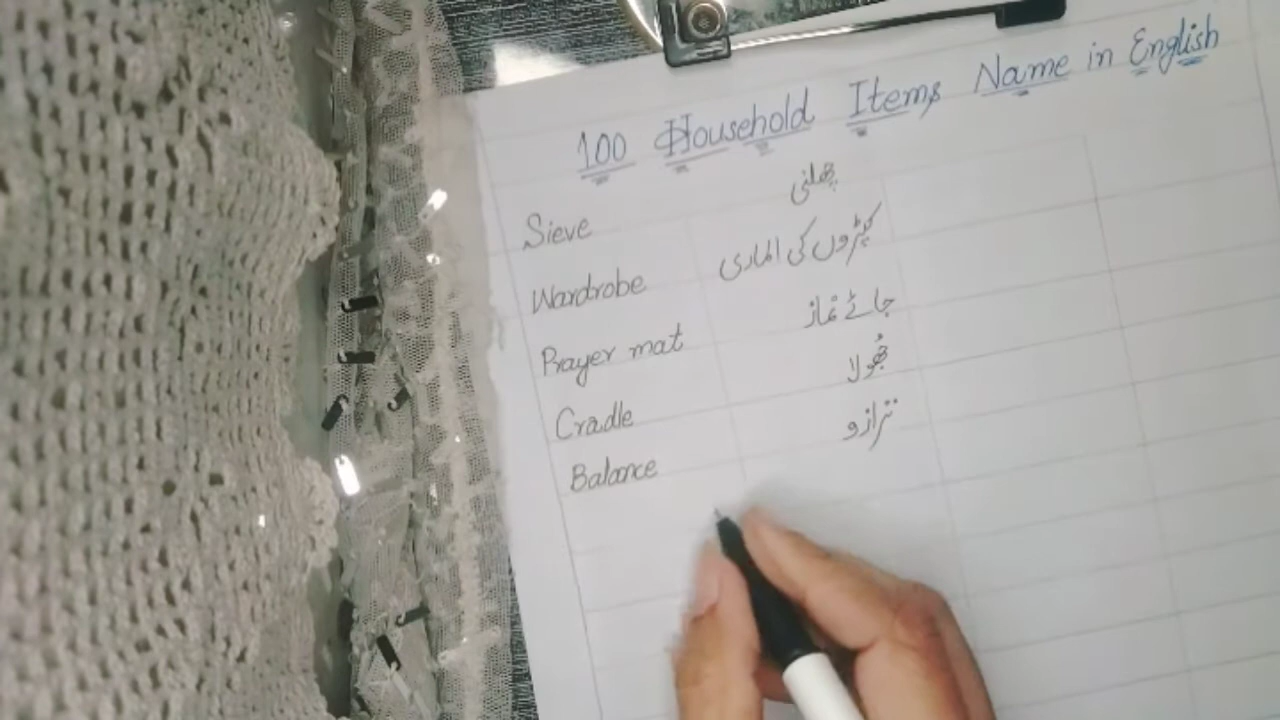 100 Household Items Name in English
Sieve چھلنی
Wardrobe کپڑوں کی الماری
Prayer mat جائے نماز
Cradle جُھولا
Balance ترازو